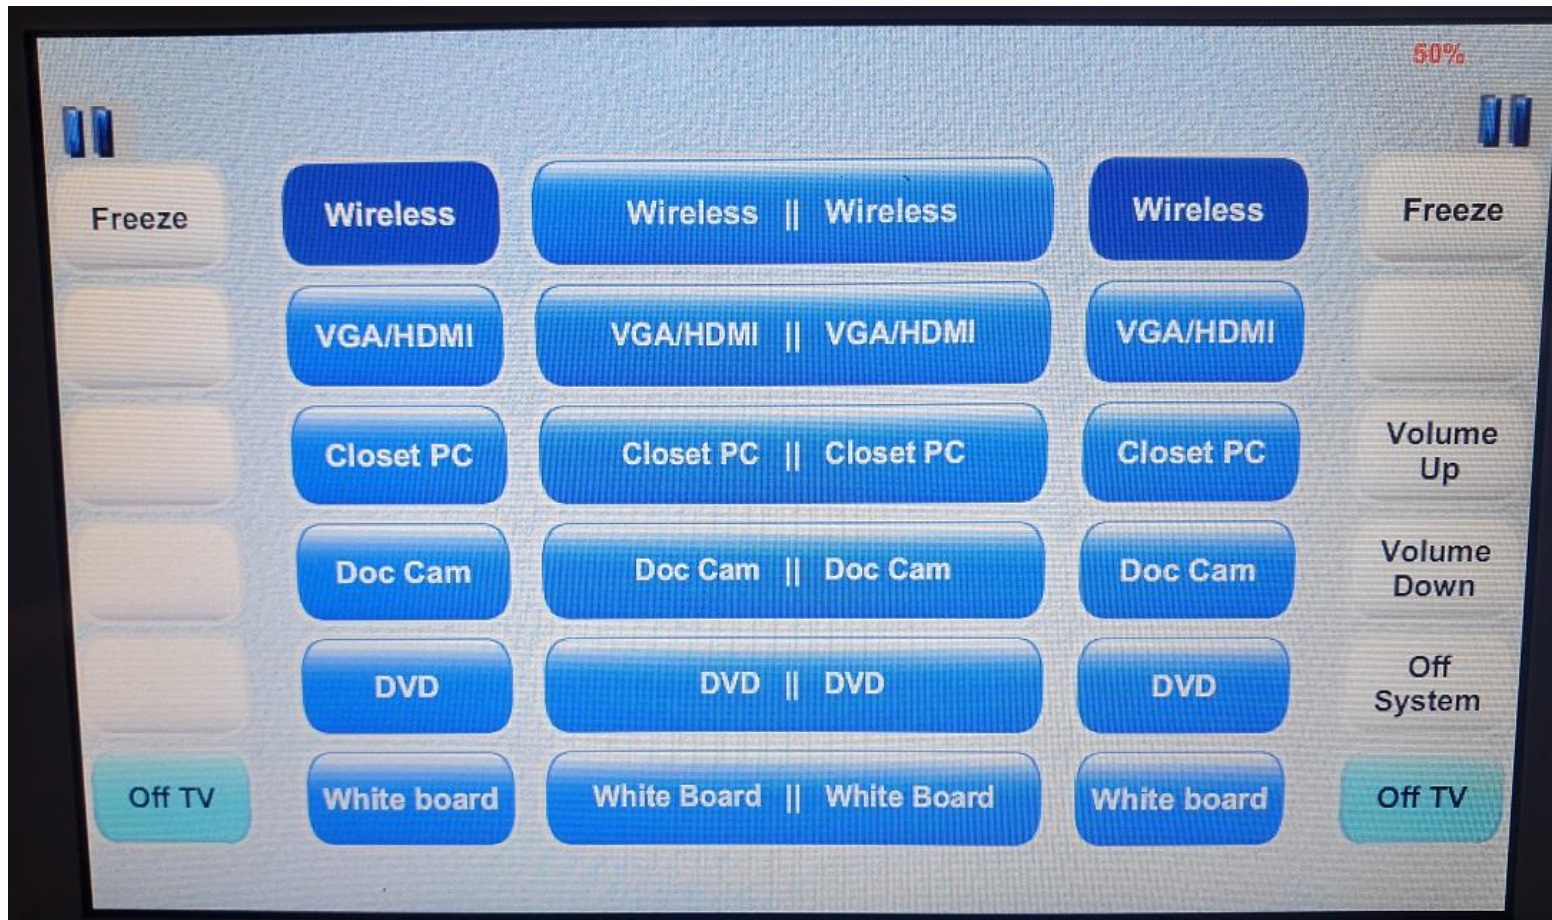 50%
Freeze
Wireless
Wireless || Wireless
Wireless
Freeze
VGA/HDMI
VGA/HDMI || VGA/HDMI
VGA/HDMI
Closet PC
Closet PC || Closet PC
Closet PC
Volume
Up
Doc Cam
Doc Cam || Doc Cam
Doc Cam
Volume
Down
DVD
DVD || DVD
DVD
Off
System
Off TV
White board
White Board || White Board
White board
Off TV